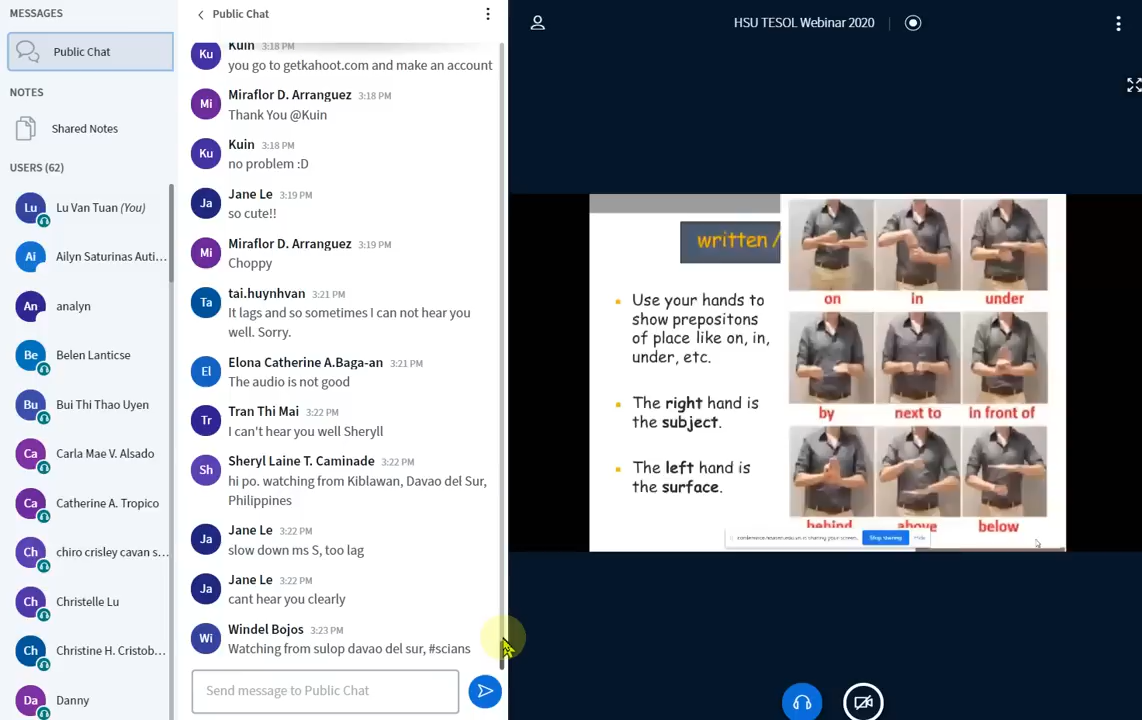 MESSAGES
Public Chat
NOTES
Shared Notes
USERS (62)
Lu
Lu Van Tuan (You)
Ai
Ailyn Saturinas Auti...
An
analyn
Be
Belen Lanticse
Bu
Bui Thi Thao Uyen
Ca
Carla Mae V. Alsado
Ca
Catherine A. Tropico
Ch
chiro crisley cavan s...
Ch
Christelle Lu
Ch
Christine H. Cristob...
Da
Danny
Public Chat
Ku
Kuin 3:18 PM
you go to getkahoot.com and make an account
Mi
Miraflor D. Arranguez 3:18 PM
Thank You @Kuin
Ku
Kuin 3:18 PM
no problem :D
Ja
Jane Le 3:19 PM
so cute!!
Mi
Miraflor D. Arranguez 3:19 PM
Choppy
Ta
tai.huynhvan 3:21 PM
It lags and so sometimes I can not hear you
well. Sorry.
El
Elona Catherine A.Baga-an 3:21 PM
The audio is not good
Tr
Tran Thi Mai 3:22 PM
I can't hear you well Sheryll
Sh
Sheryl Laine T. Caminade 3:22 PM
hi po. watching from Kiblawan, Davao del Sur,
Philippines
Ja
Jane Le 3:22 PM
slow down ms S, too lag
Ja
Jane Le 3:22 PM
cant hear you clearly
Wi
Windel Bojos 3:23 PM
Watching from sulop davao del sur, #scians
Send message to Public Chat
HSU TESOL Webinar 2020
written /
Use your hands to
show prepositons
of place like on, in,
under, etc.
The right hand is
the subject.
The left hand is
the surface.
on in under
by next to in front of
behind above below
is sharing your screen.
Stop sharing
Hide